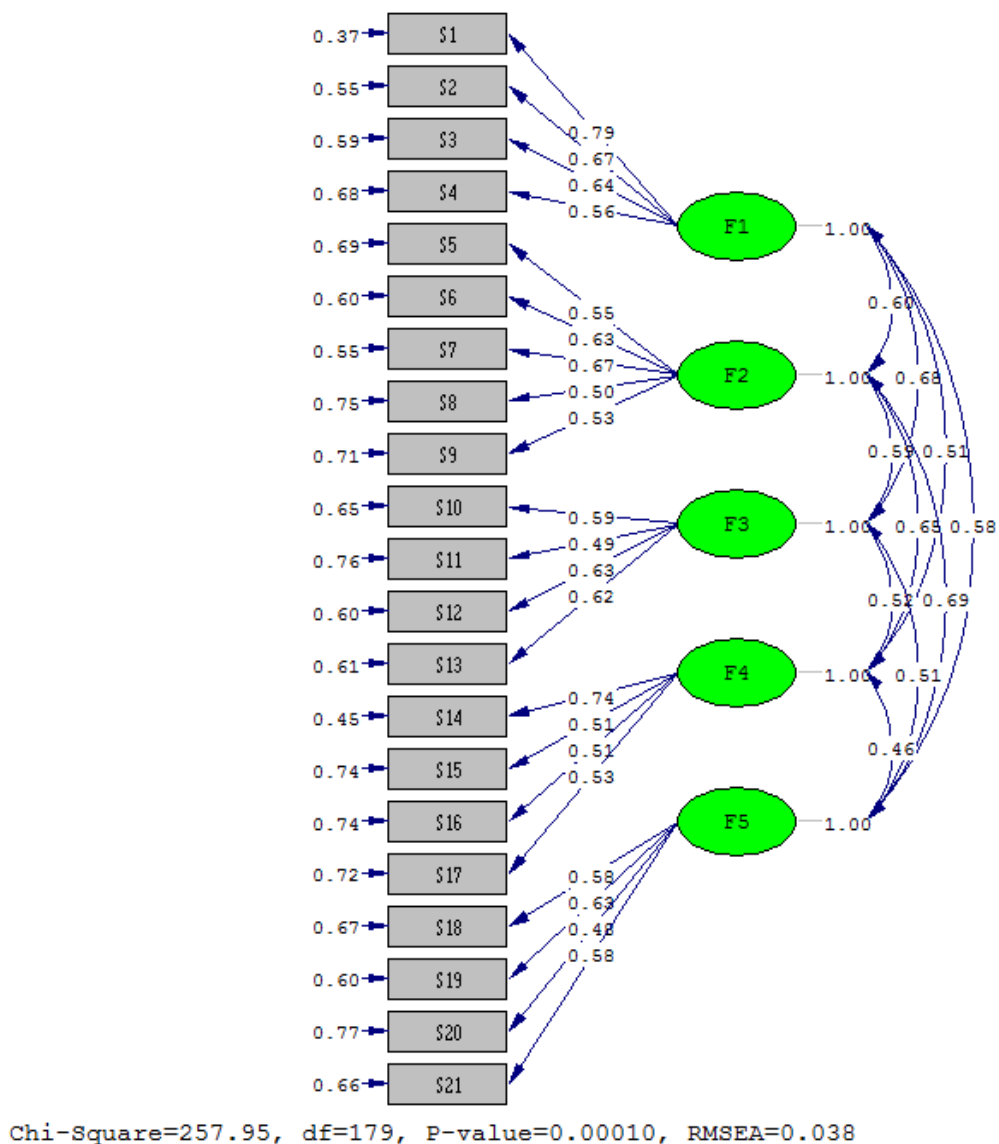 0.37 S1
0.55 S2
0.59 S3
0.68 S4
0.69 S5
0.60 S6
0.55 S7
0.75 S8
0.71 S9
0.65 S10
0.76 S11
0.60 S12
0.61 S13
0.45 S14
0.74 S15
0.74 S16
0.72 S17
0.67 S18
0.60 S19
0.77 S20
0.66 S21
0.79
0.67
0.64
0.56
0.55
0.63
0.67
0.50
0.53
0.59
0.49
0.63
0.62
0.74
0.51
0.51
0.53
0.58
0.63
0.48
0.58
F1 1.00
F2 1.00
F3 1.00
F4 1.00
F5 1.00
0.60
0.68
0.59 0.51
0.58
0.52 0.69
0.51
0.46
Chi-Square=257.95, df=179, P-value=0.00010, RMSEA=0.038